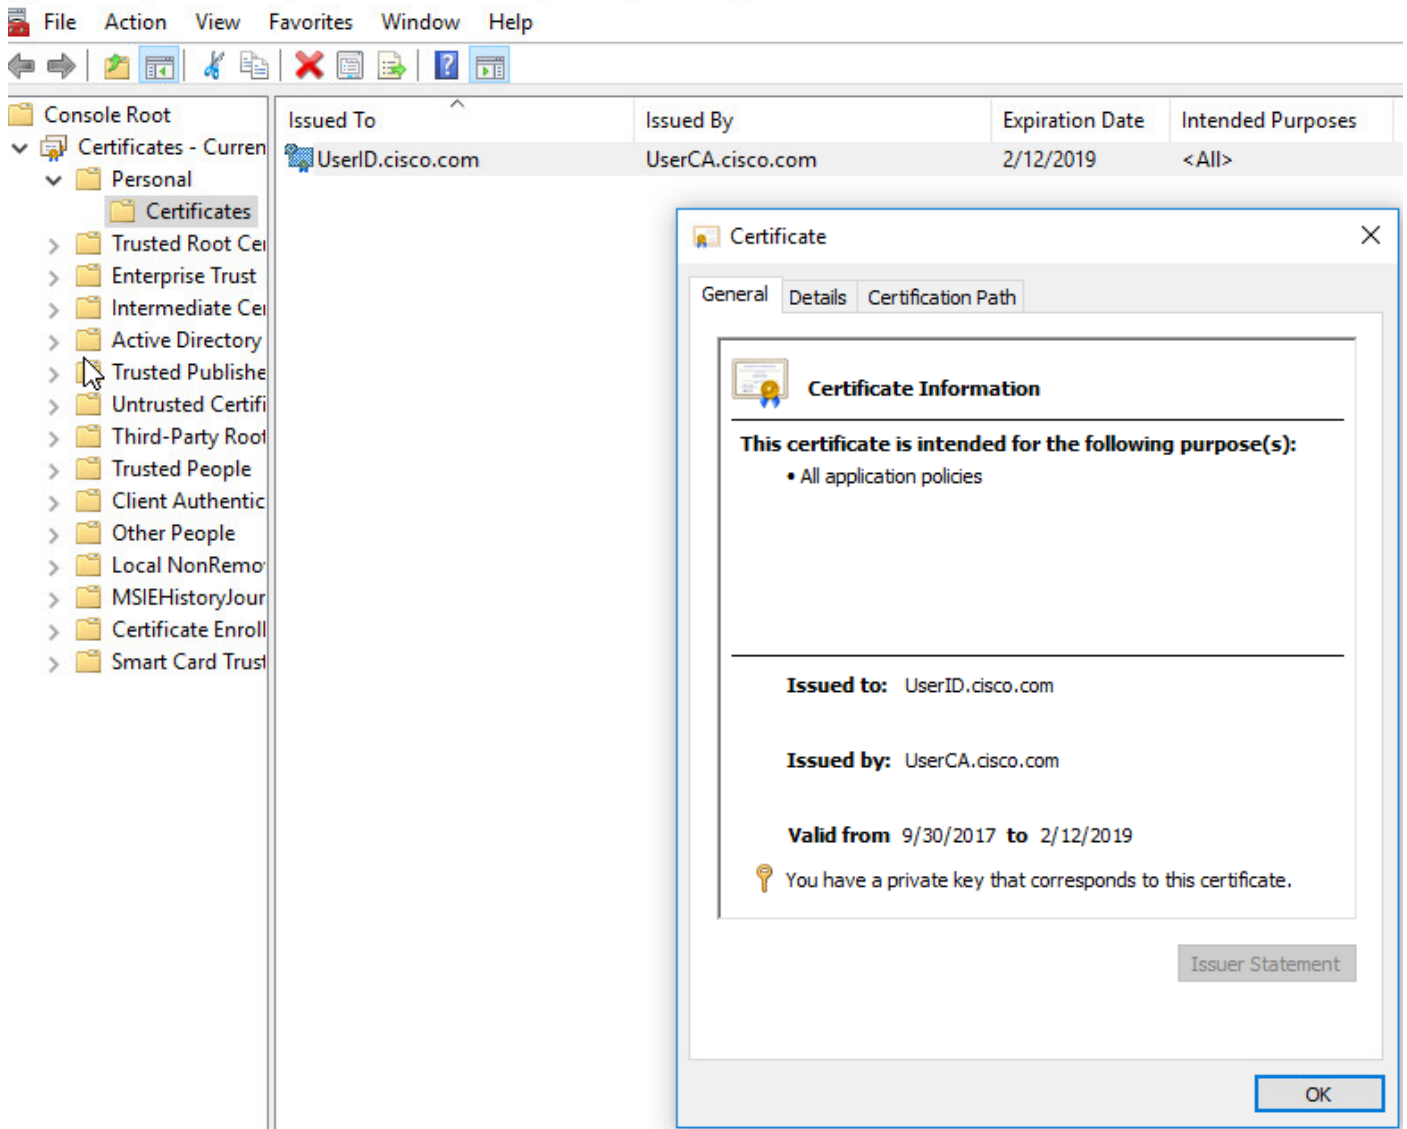 File Action View Favorites Window Help
Console Root
Certificates - Curren
Personal
Certificates
Trusted Root Cer
Enterprise Trust
Intermediate Cer
Active Directory
Trusted Publishe
Untrusted Certifi
Third-Party Root
Trusted People
Client Authentic
Other People
Local NonRemo
MSIEHistoryJour
Certificate Enroll
Smart Card Trust
Issued To Issued By Expiration Date Intended Purposes
UserID.cisco.com UserCA.cisco.com 2/12/2019 <All>
Certificate
General Details Certification Path
Certificate Information
This certificate is intended for the following purpose(s):
• All application policies
Issued to: UserID.cisco.com
Issued by: UserCA.cisco.com
Valid from 9/30/2017 to 2/12/2019
You have a private key that corresponds to this certificate.
Issuer Statement
OK